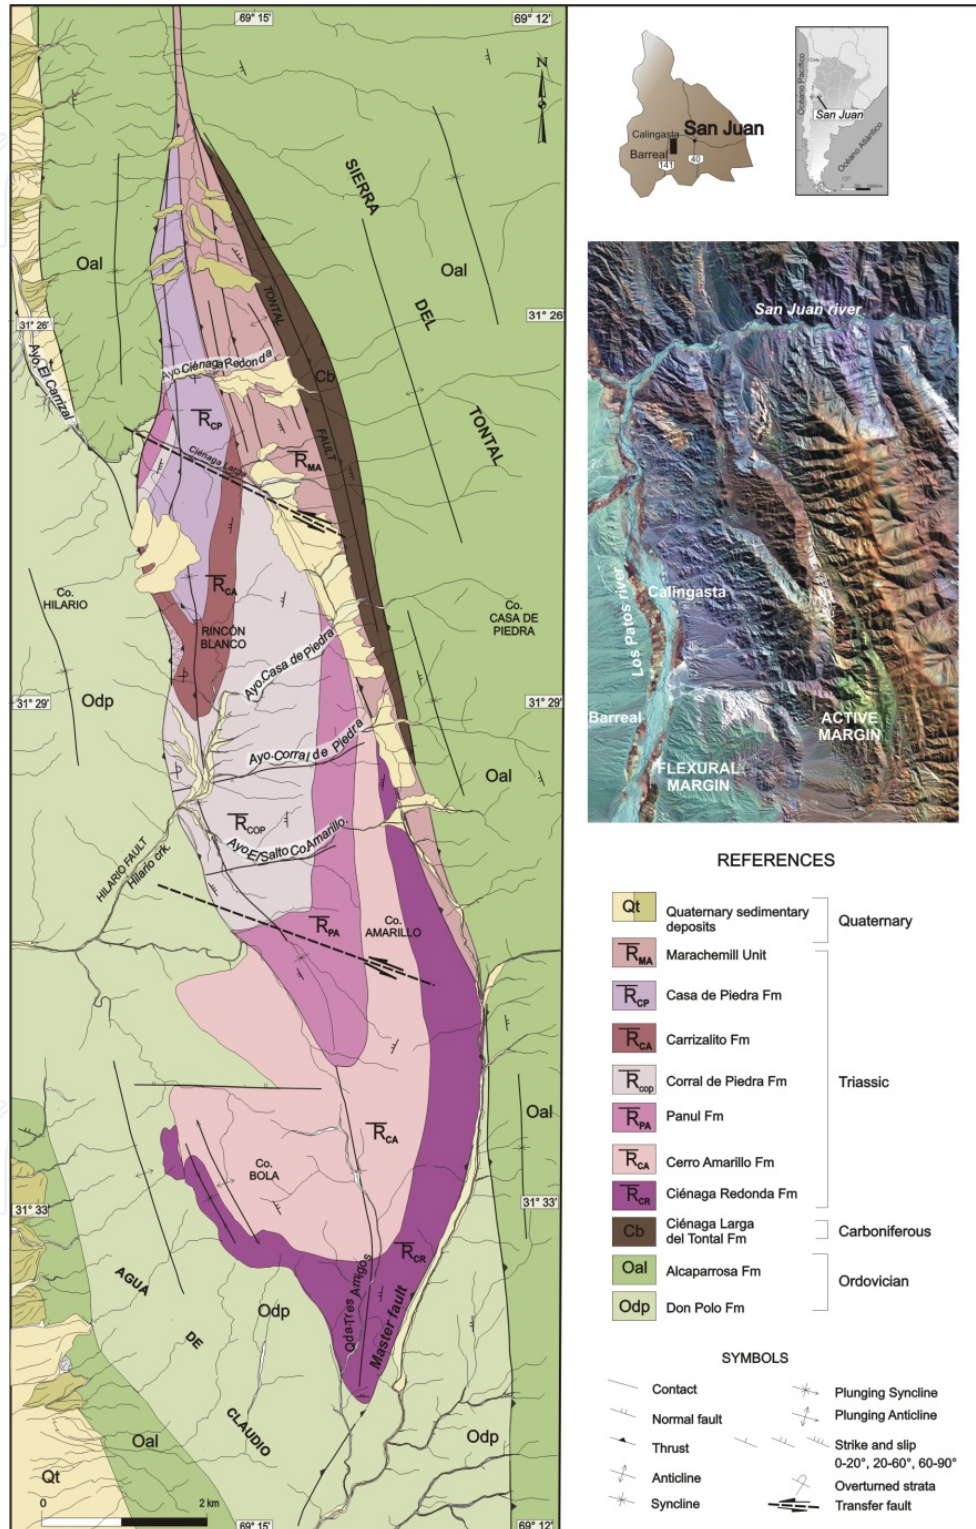 69° 15'
69° 12'
N
SIERRA
DEL
TONTAL
Oal
Oal
31° 26'
31° 26'
Ayo. El Carrizal
TONTAL
FAULT
Ayo Ciénaga Redonda
Cb
R CP
R MA
Ciénaga Larga
Co.
HILARIO
R CA
RINCÓN
BLANCO
Co.
CASA DE
PIEDRA
Ayo. Casa de Piedra
31° 29'
31° 29'
Odp
Ayo. Corral de Piedra
Oal
R COP
Ayo El Salto Co Amarillo.
HILARIO FAULT
Hilario crk.
R PA
Co.
AMARILLO
Oal
R CA
Co.
BOLA
31° 33'
31° 33'
R CR
Qda Tres Amigos
Master fault
AGUA
DE
CLAUDIO
Odp
Oal
Odp
Qt
0
2 km
69° 15'
69° 12'
Calingasta
San Juan
Barreal
141
40
Océano Pacífico
San Juan
Océano Atlántico
San Juan river
Los Patos river
Calingasta
Barreal
ACTIVE
MARGIN
FLEXURAL
MARGIN
REFERENCES
Qt
Quaternary sedimentary
deposits
Quaternary
R MA
Marachemill Unit
R CP
Casa de Piedra Fm
R CA
Carrizalito Fm
R cop
Corral de Piedra Fm
Triassic
R PA
Panul Fm
R CA
Cerro Amarillo Fm
R CR
Ciénaga Redonda Fm
Cb
Ciénaga Larga
del Tontal Fm
Carboniferous
Oal
Alcaparrosa Fm
Ordovician
Odp
Don Polo Fm
SYMBOLS
Contact
Plunging Syncline
Normal fault
Plunging Anticline
Thrust
Strike and slip
0-20°, 20-60°, 60-90°
Anticline
Overturned strata
Syncline
Transfer fault